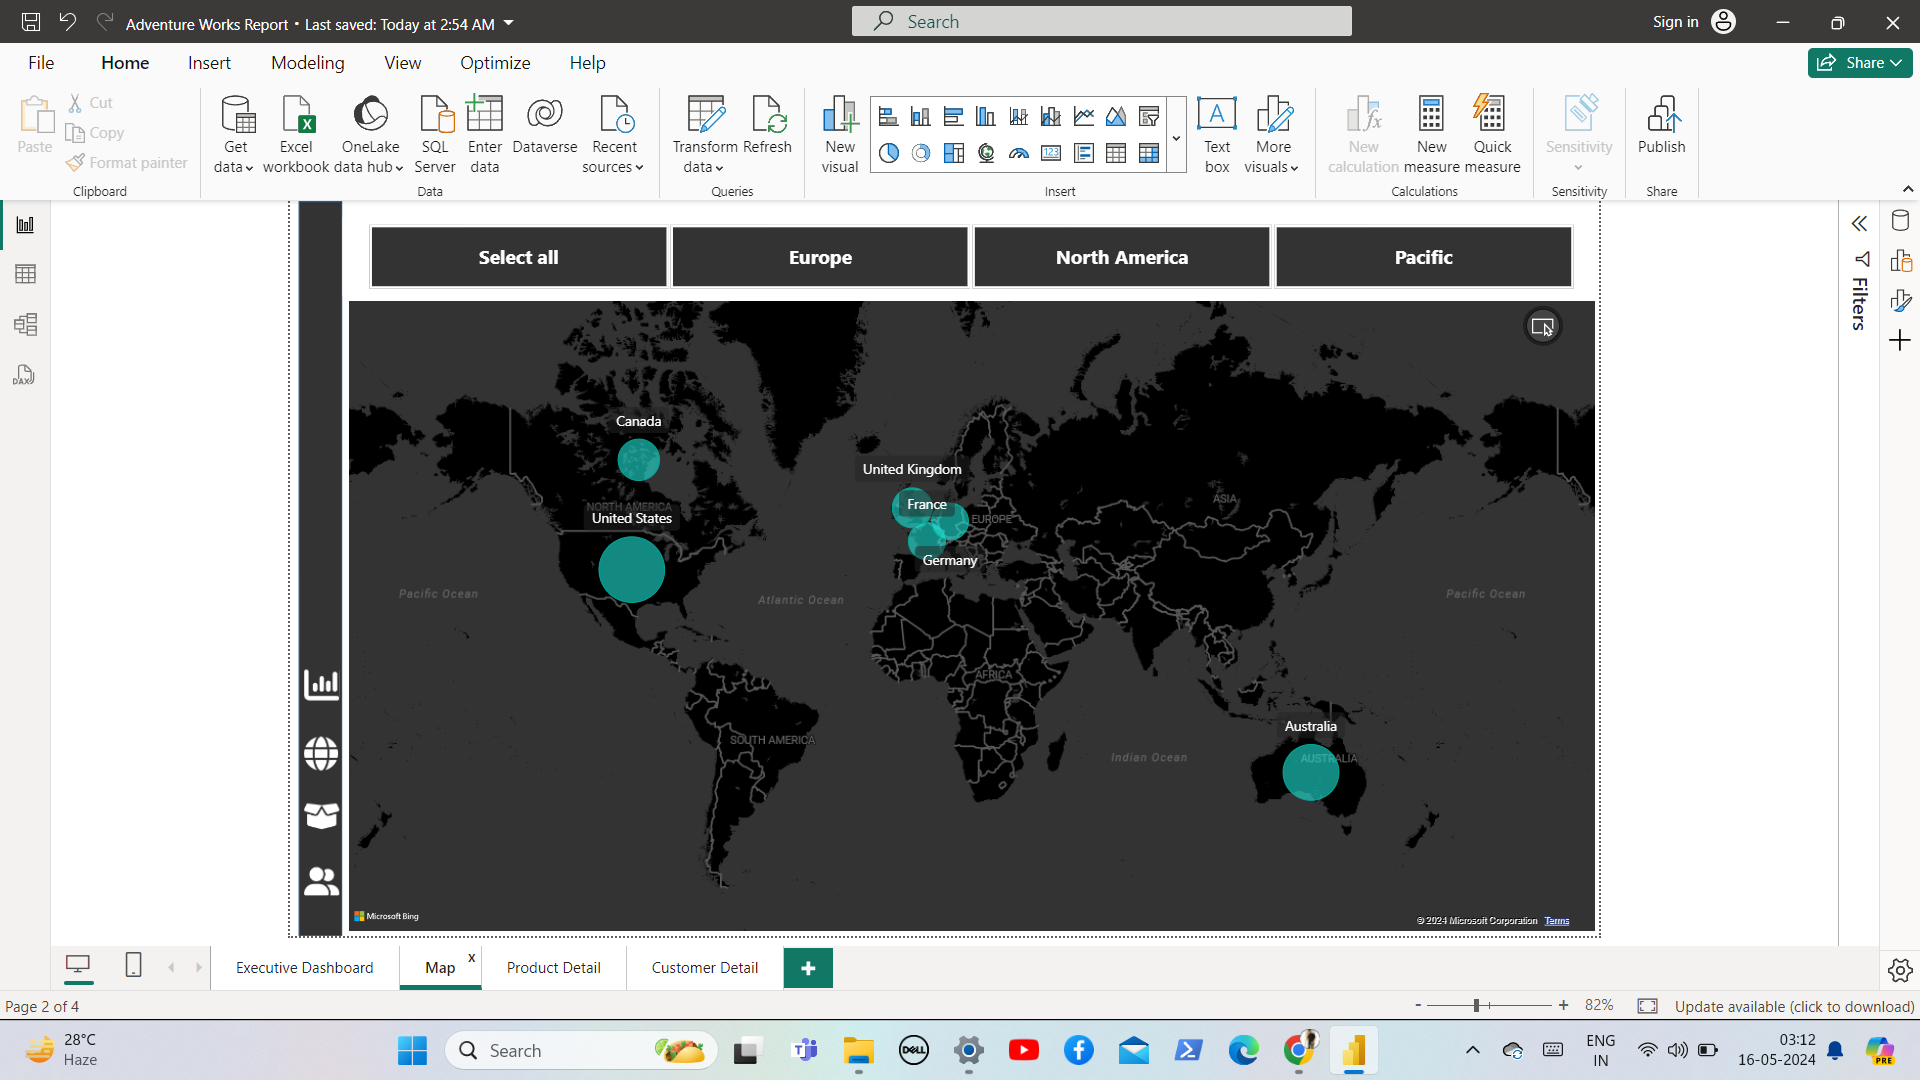 Adventure Works Report • Last saved: Today at 2:54 AM
Search
Sign in
File Home Insert Modeling View Optimize Help
Share
Paste
Cut
Copy
Format painter
Clipboard
Get data
Excel workbook
OneLake data hub
SQL Server
Enter data
Dataverse
Recent sources
Data
Transform data
Refresh
Queries
New visual
123
A
Text box
More visuals
Insert
New calculation
New measure
Quick measure
Calculations
Sensitivity
Sensitivity
Publish
Share
DAX
Select all
Europe
North America
Pacific
Filters
Canada
NORTH AMERICA
United States
United Kingdom
France
EUROPE
Germany
ASIA
Pacific Ocean
Atlantic Ocean
Pacific Ocean
AFRICA
SOUTH AMERICA
Indian Ocean
Australia
AUSTRALIA
Microsoft Bing
© 2024 Microsoft Corporation Terms
Executive Dashboard
Map x
Product Detail
Customer Detail
+
Page 2 of 4
- + 82%
Update available (click to download)
28°C
Haze
Search
DELL
ENG
IN
03:12
16-05-2024
PRE